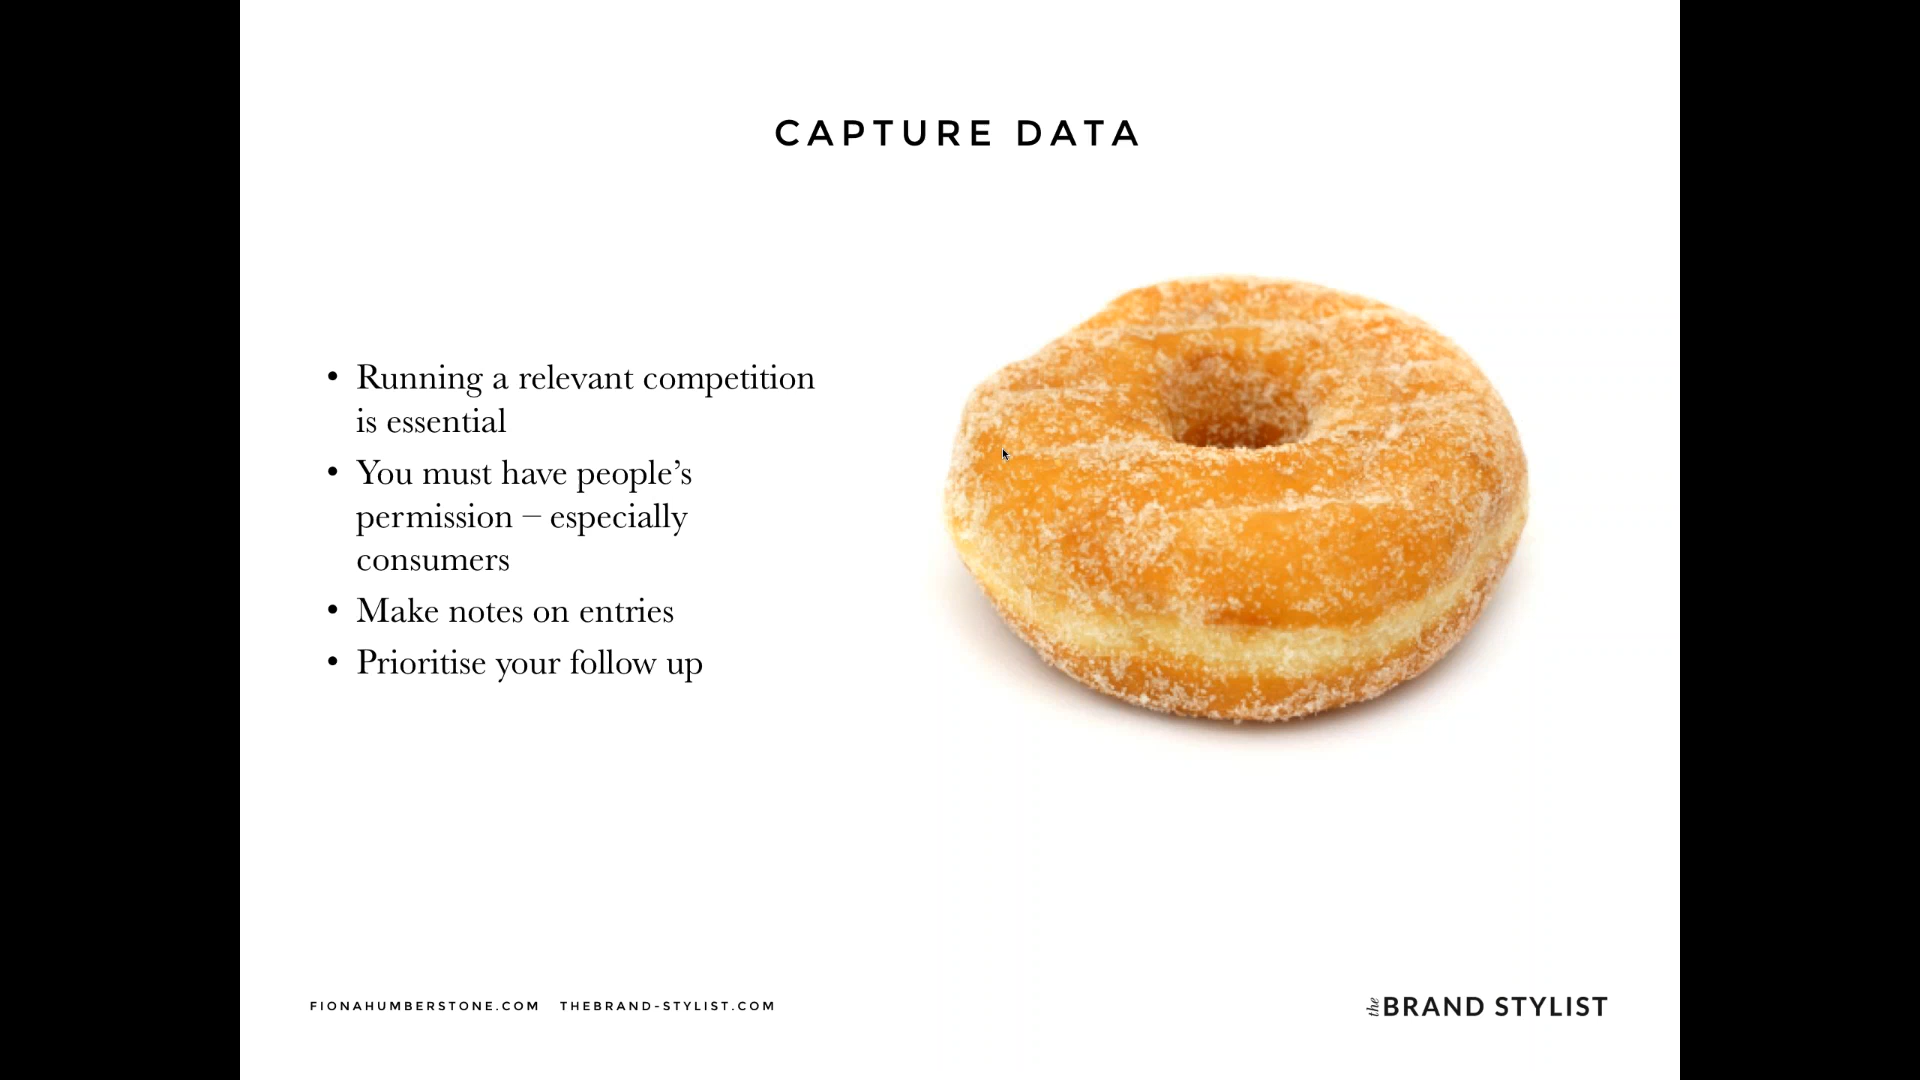 CAPTURE DATA
• Running a relevant competition
is essential
• You must have people’s
permission – especially
consumers
• Make notes on entries
• Prioritise your follow up
FIONAHUMBERSTONE.COM THEBRAND-STYLIST.COM
the BRAND STYLIST